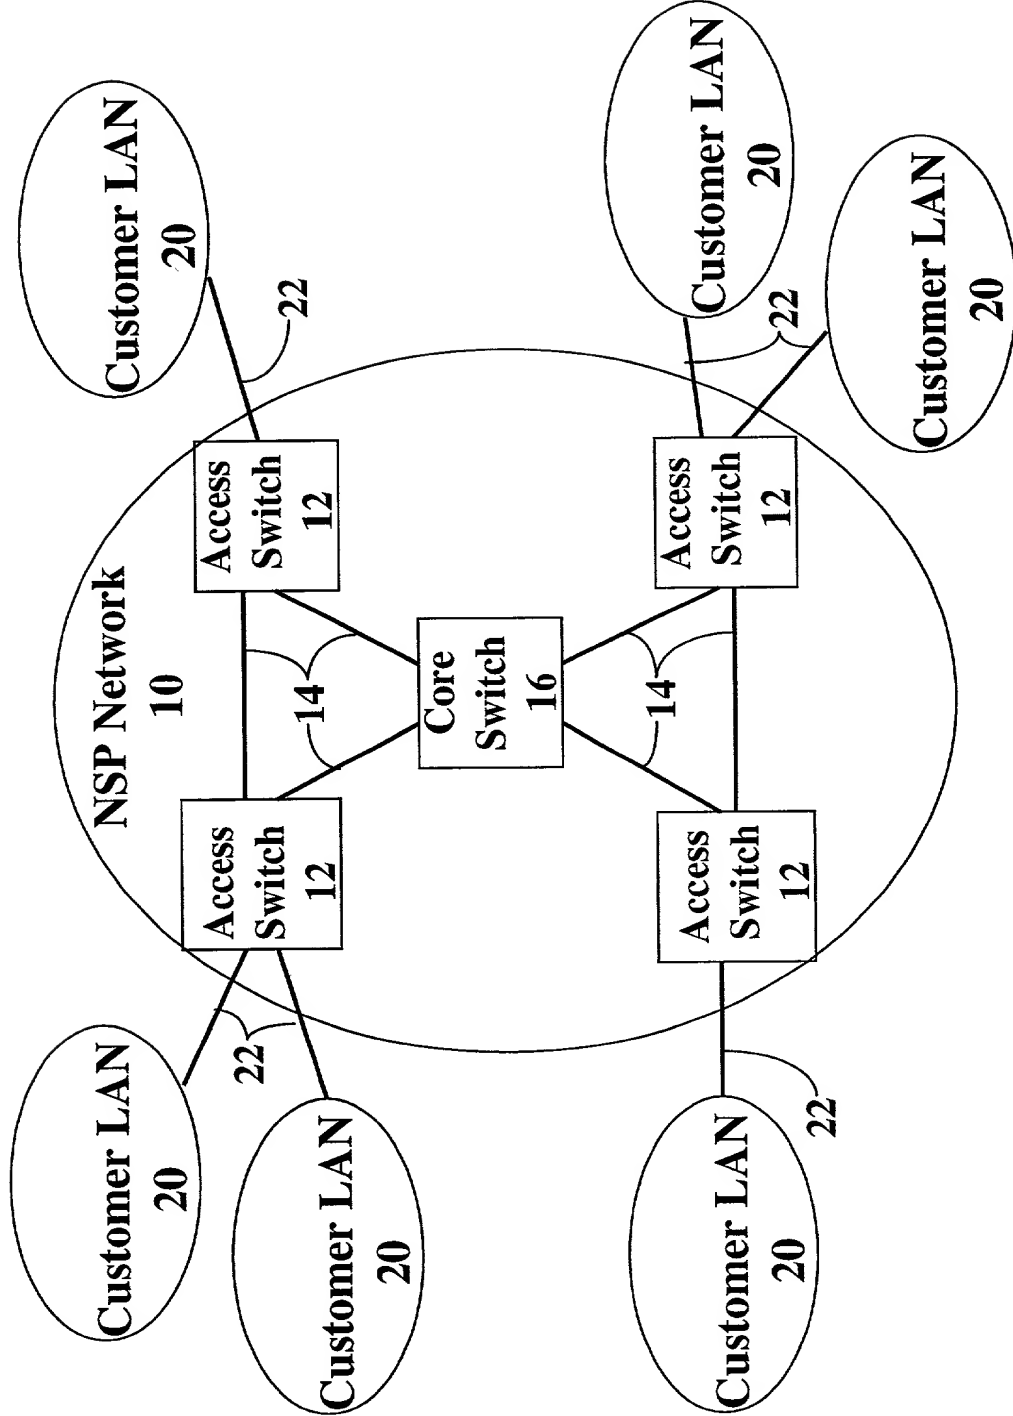 Customer LAN
20
NSP Network
10
Customer LAN
20
Customer LAN
20
22
Access
Switch
12
Access
Switch
12
22
14
Core
Switch
16
14
Customer LAN
20
22
Access
Switch
12
Access
Switch
12
22
Customer LAN
20
Customer LAN
20